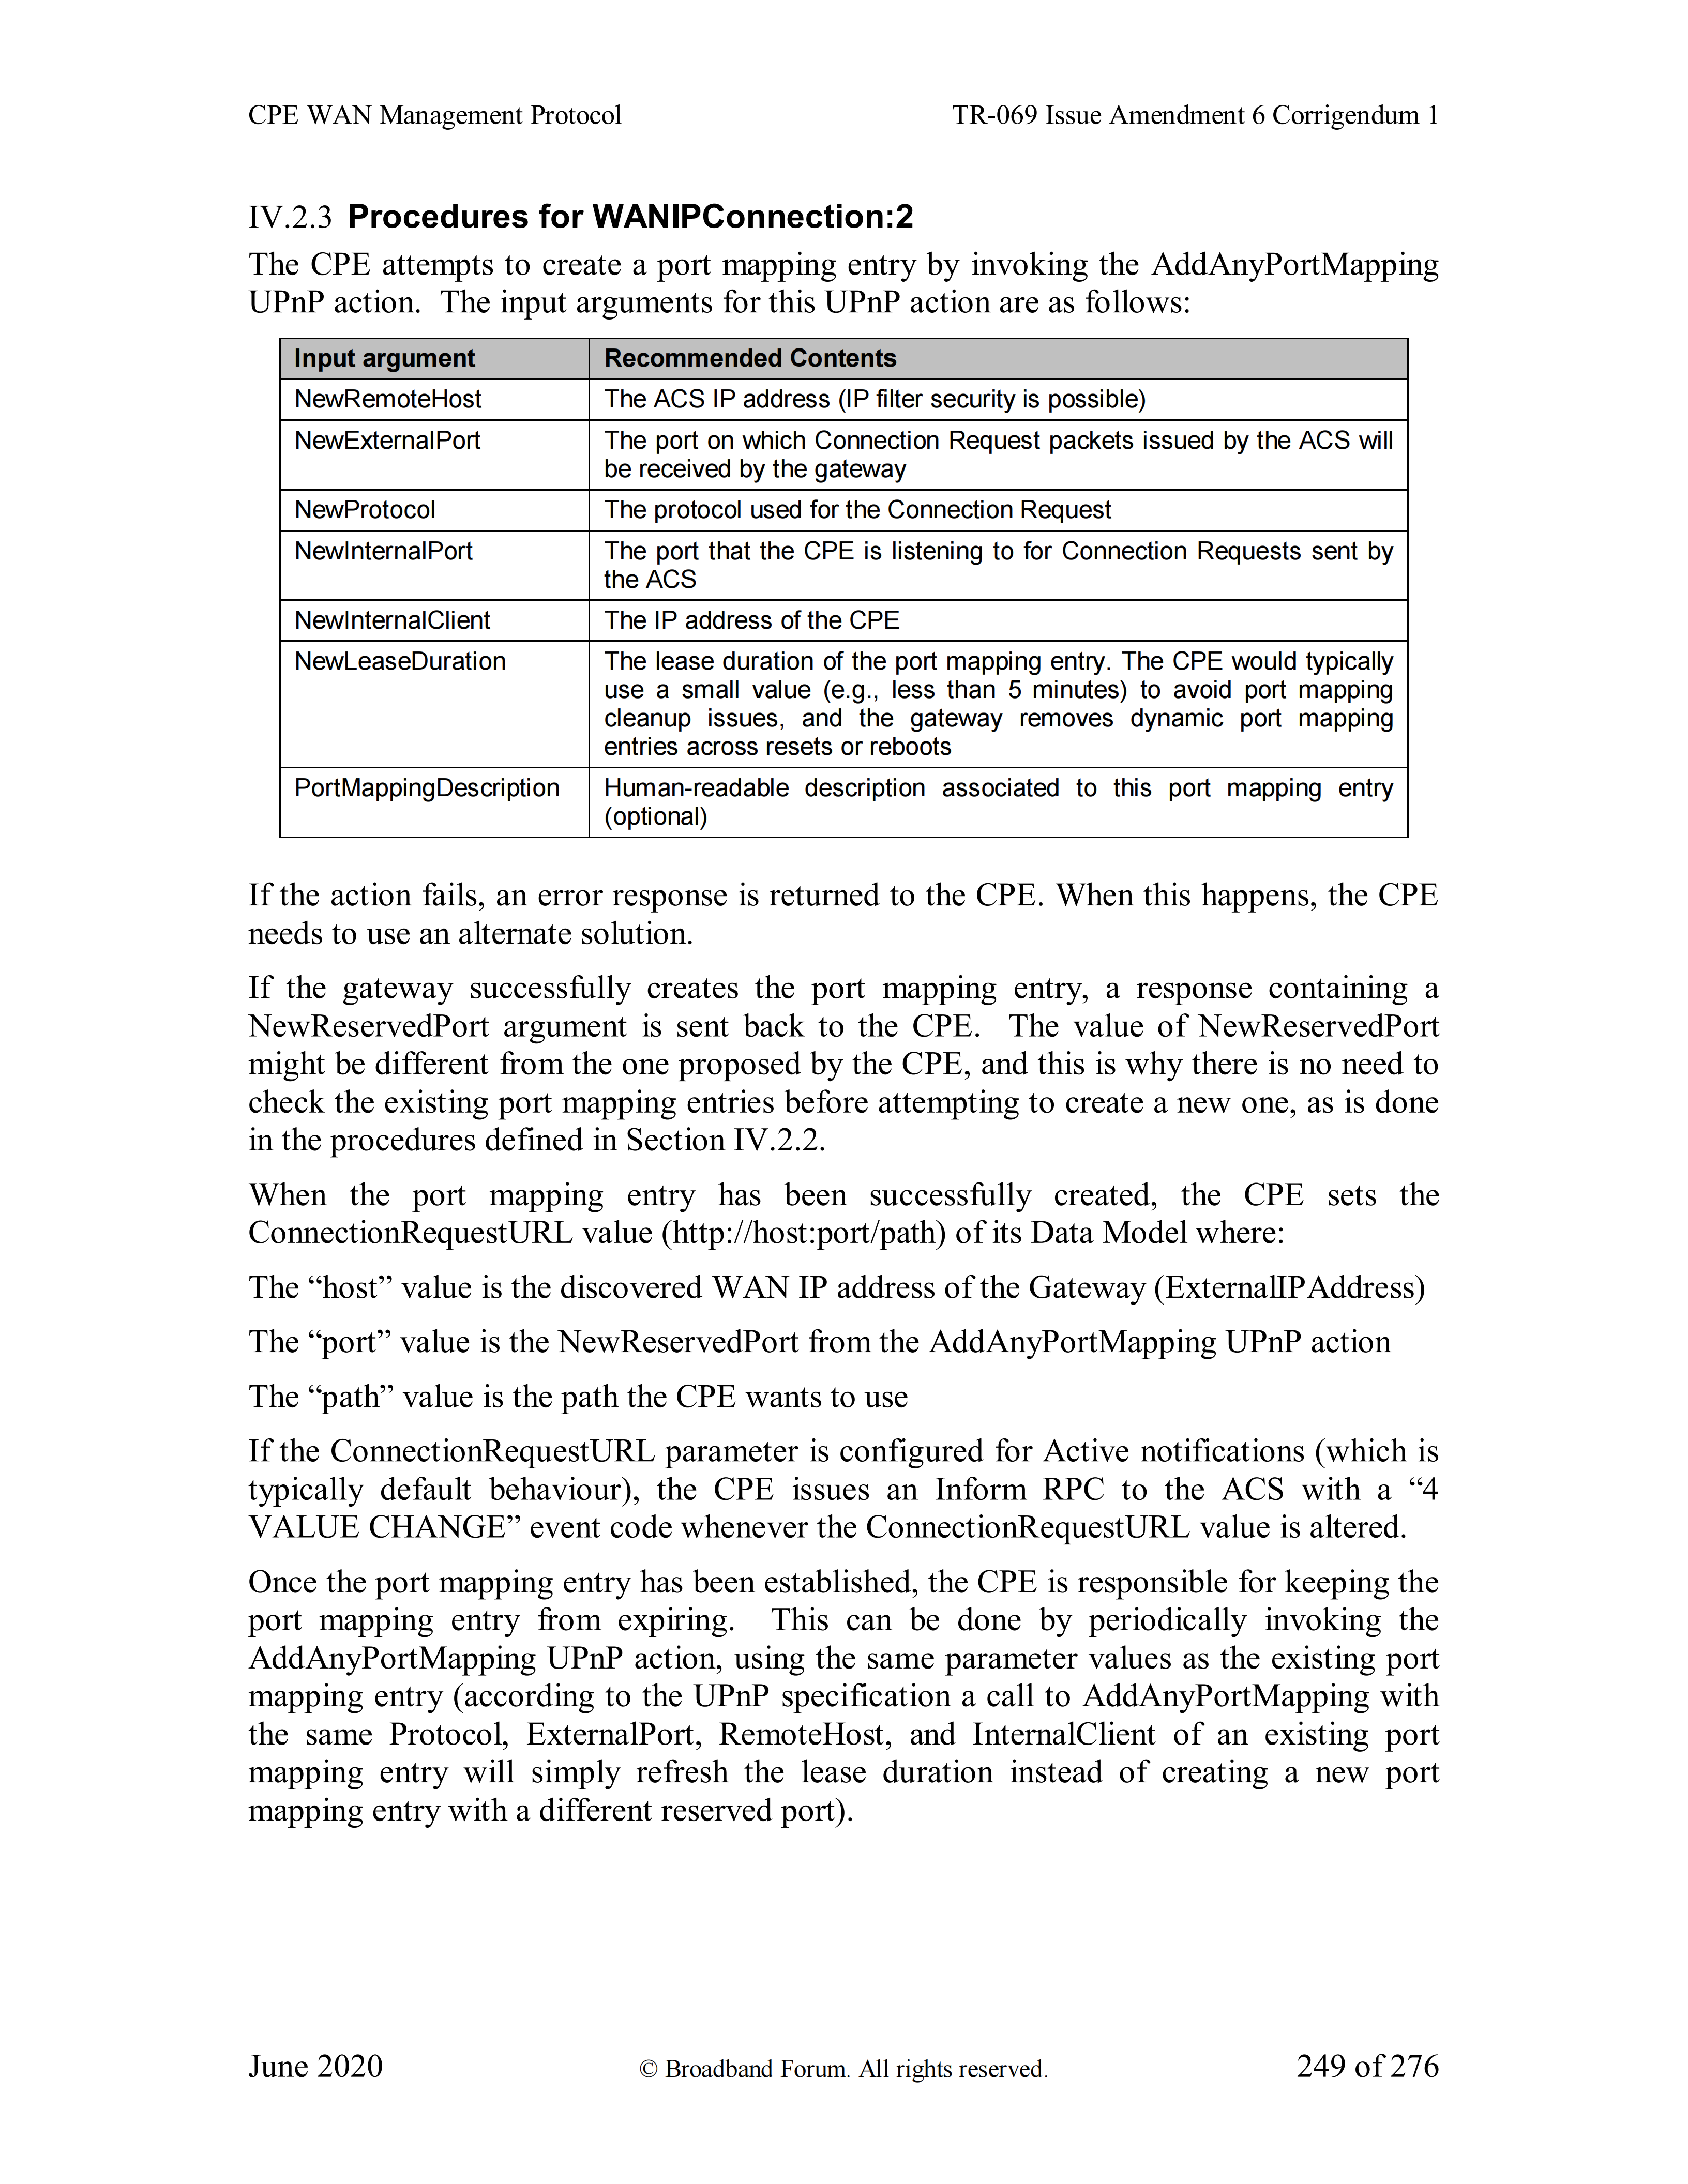 CPE WAN Management Protocol
TR-069 Issue Amendment 6 Corrigendum 1
IV.2.3 Procedures for WANIPConnection:2
The CPE attempts to create a port mapping entry by invoking the AddAnyPortMapping
UPnP action.  The input arguments for this UPnP action are as follows:
Input argument
Recommended Contents
NewRemoteHost
The ACS IP address (IP filter security is possible)
NewExternalPort
The port on which Connection Request packets issued by the ACS will
be received by the gateway
NewProtocol
The protocol used for the Connection Request
NewInternalPort
The port that the CPE is listening to for Connection Requests sent by
the ACS
NewInternalClient
The IP address of the CPE
NewLeaseDuration
The lease duration of the port mapping entry. The CPE would typically
use a small value (e.g., less than 5 minutes) to avoid port mapping
cleanup issues, and the gateway removes dynamic port mapping
entries across resets or reboots
PortMappingDescription
Human-readable description associated to this port mapping entry
(optional)
If the action fails, an error response is returned to the CPE. When this happens, the CPE
needs to use an alternate solution.
If the gateway successfully creates the port mapping entry, a response containing a
NewReservedPort argument is sent back to the CPE.  The value of NewReservedPort
might be different from the one proposed by the CPE, and this is why there is no need to
check the existing port mapping entries before attempting to create a new one, as is done
in the procedures defined in Section IV.2.2.
When the port mapping entry has been successfully created, the CPE sets the
ConnectionRequestURL value (http://host:port/path) of its Data Model where:
The “host” value is the discovered WAN IP address of the Gateway (ExternalIPAddress)
The “port” value is the NewReservedPort from the AddAnyPortMapping UPnP action
The “path” value is the path the CPE wants to use
If the ConnectionRequestURL parameter is configured for Active notifications (which is
typically default behaviour), the CPE issues an Inform RPC to the ACS with a “4
VALUE CHANGE” event code whenever the ConnectionRequestURL value is altered.
Once the port mapping entry has been established, the CPE is responsible for keeping the
port mapping entry from expiring.  This can be done by periodically invoking the
AddAnyPortMapping UPnP action, using the same parameter values as the existing port
mapping entry (according to the UPnP specification a call to AddAnyPortMapping with
the same Protocol, ExternalPort, RemoteHost, and InternalClient of an existing port
mapping entry will simply refresh the lease duration instead of creating a new port
mapping entry with a different reserved port).
June 2020
© Broadband Forum. All rights reserved.
249 of 276